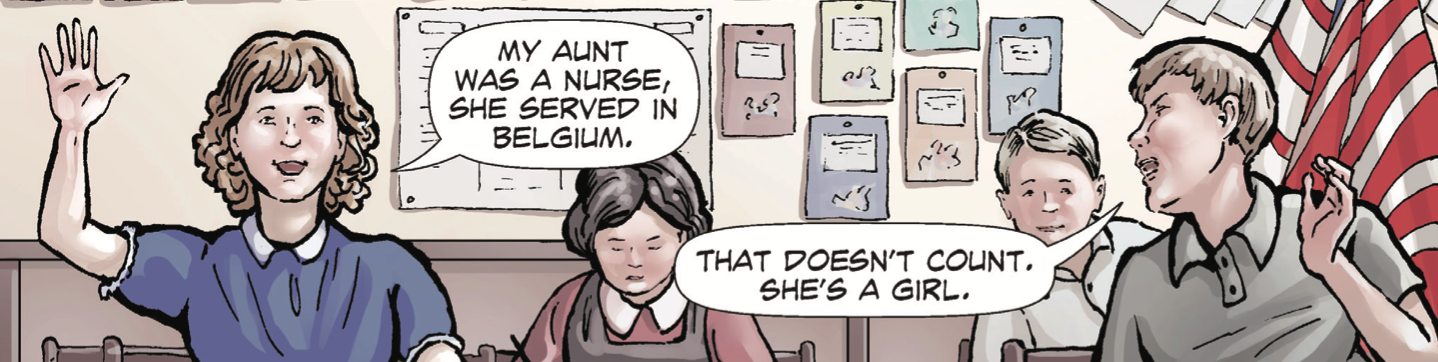 MY AUNT
WAS A NURSE,
SHE SERVED IN
BELGIUM.
THAT DOESN'T COUNT.
SHE'S A GIRL.